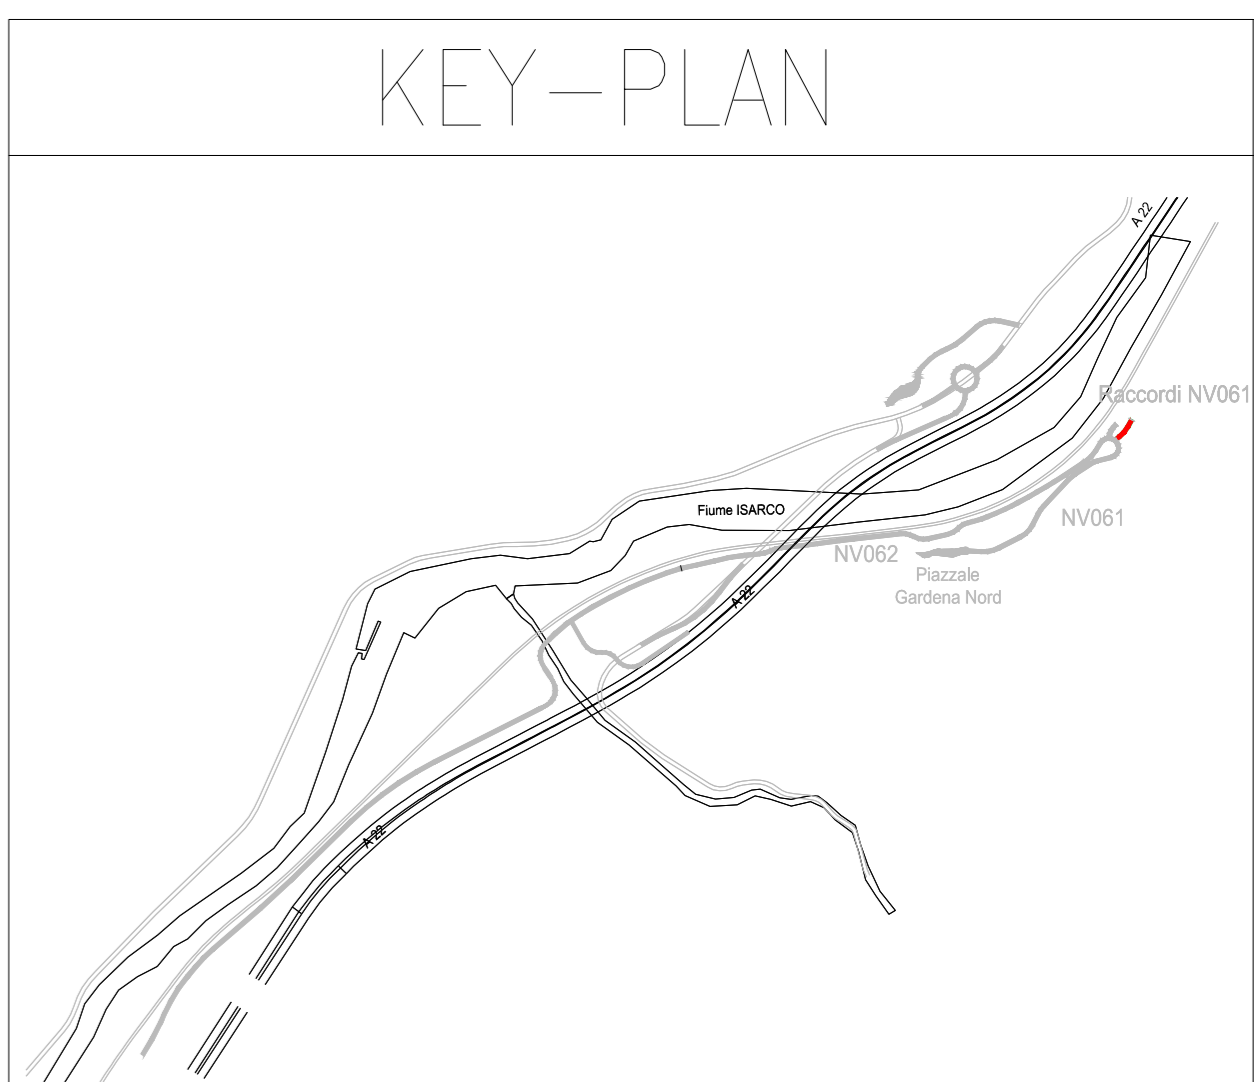 KEY-PLAN
A 22
Raccordi NV061
Fiume ISARCO
NV061
NV062
Piazzale
Gardena Nord
A 22
A 22